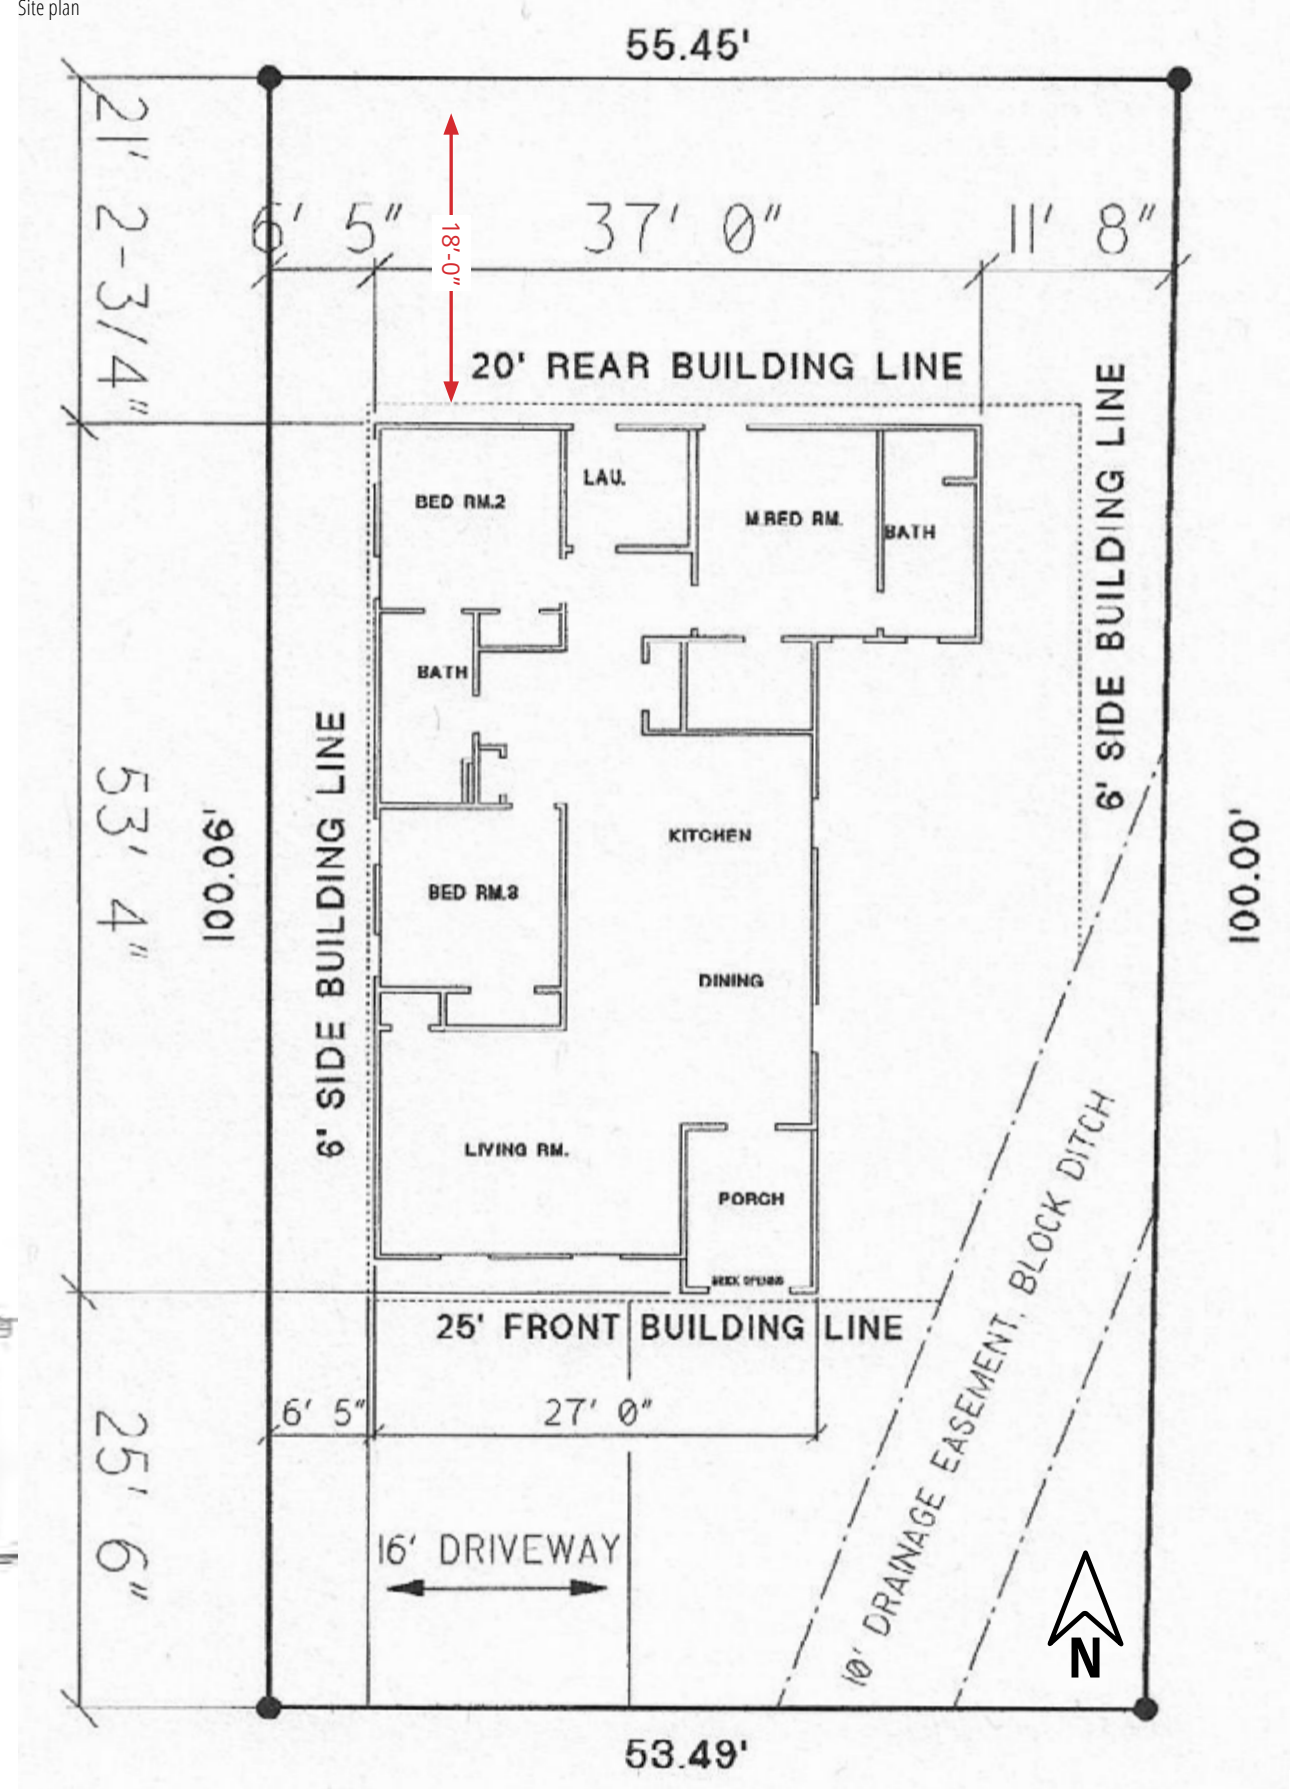 Site plan
55.45'
21' 2-3/4"
6' 5"
37' 0"
11' 8"
18'-0"
20' REAR BUILDING LINE
6' SIDE BUILDING LINE
BED RM.2
LAU.
M.BED RM.
BATH
BATH
6' SIDE BUILDING LINE
53' 4"
100.06'
KITCHEN
100.00'
BED RM.3
DINING
LIVING RM.
PORCH
BRICK OPENING
25' FRONT BUILDING LINE
10' DRAINAGE EASEMENT, BLOCK DITCH
6' 5"
27' 0"
25' 6"
16' DRIVEWAY
N
53.49'